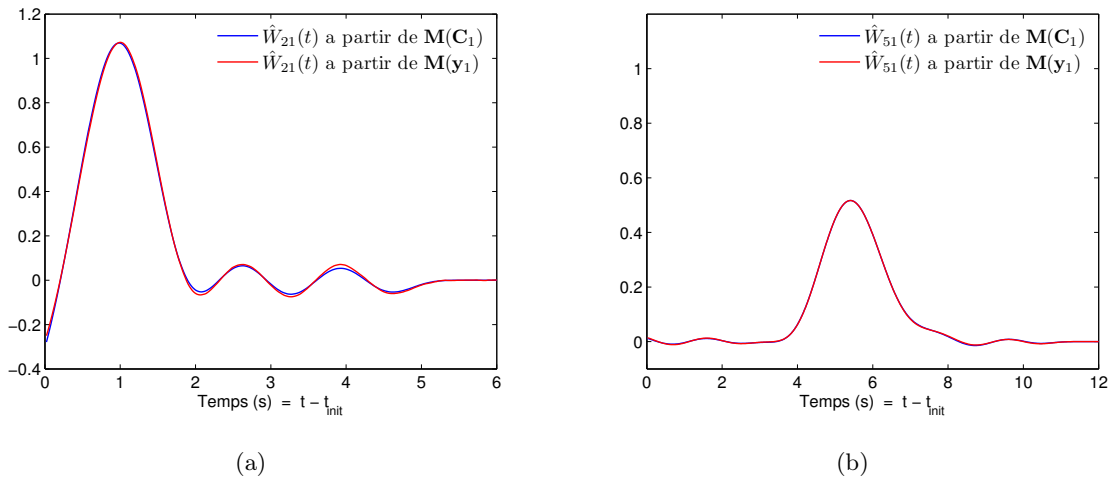 1.2
1
0.8
0.6
0.4
0.2
0
−0.2
−0.4
0 1 2 3 4 5 6
Temps (s) = t − t_init
Ŵ₂₁(t) a partir de M(C₁)
Ŵ₂₁(t) a partir de M(y₁)
(a)
1
0.8
0.6
0.4
0.2
0
0 2 4 6 8 10 12
Temps (s) = t − t_init
Ŵ₅₁(t) a partir de M(C₁)
Ŵ₅₁(t) a partir de M(y₁)
(b)